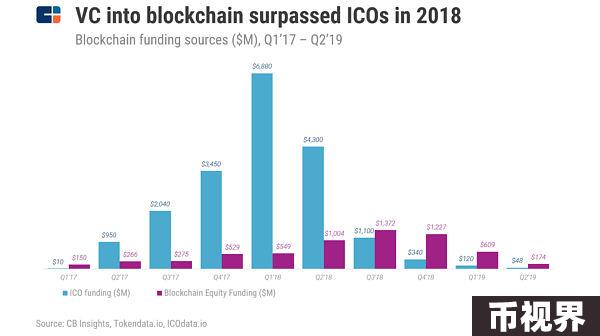 VC into blockchain surpassed ICOs in 2018
Blockchain funding sources ($M), Q1'17 – Q2'19
$10 $150 $950 $266 $2,040 $275 $3,450 $529 $6,880 $549 $4,300 $1,004 $1,100 $1,372 $340 $1,227 $120 $609 $48 $174
Q1'17 Q2'17 Q3'17 Q4'17 Q1'18 Q2'18 Q3'18 Q4'18 Q1'19 Q2'19
ICO funding ($M) Blockchain Equity Funding ($M)
Source: CB Insights, Tokendata.io, ICOdata.io
币视界